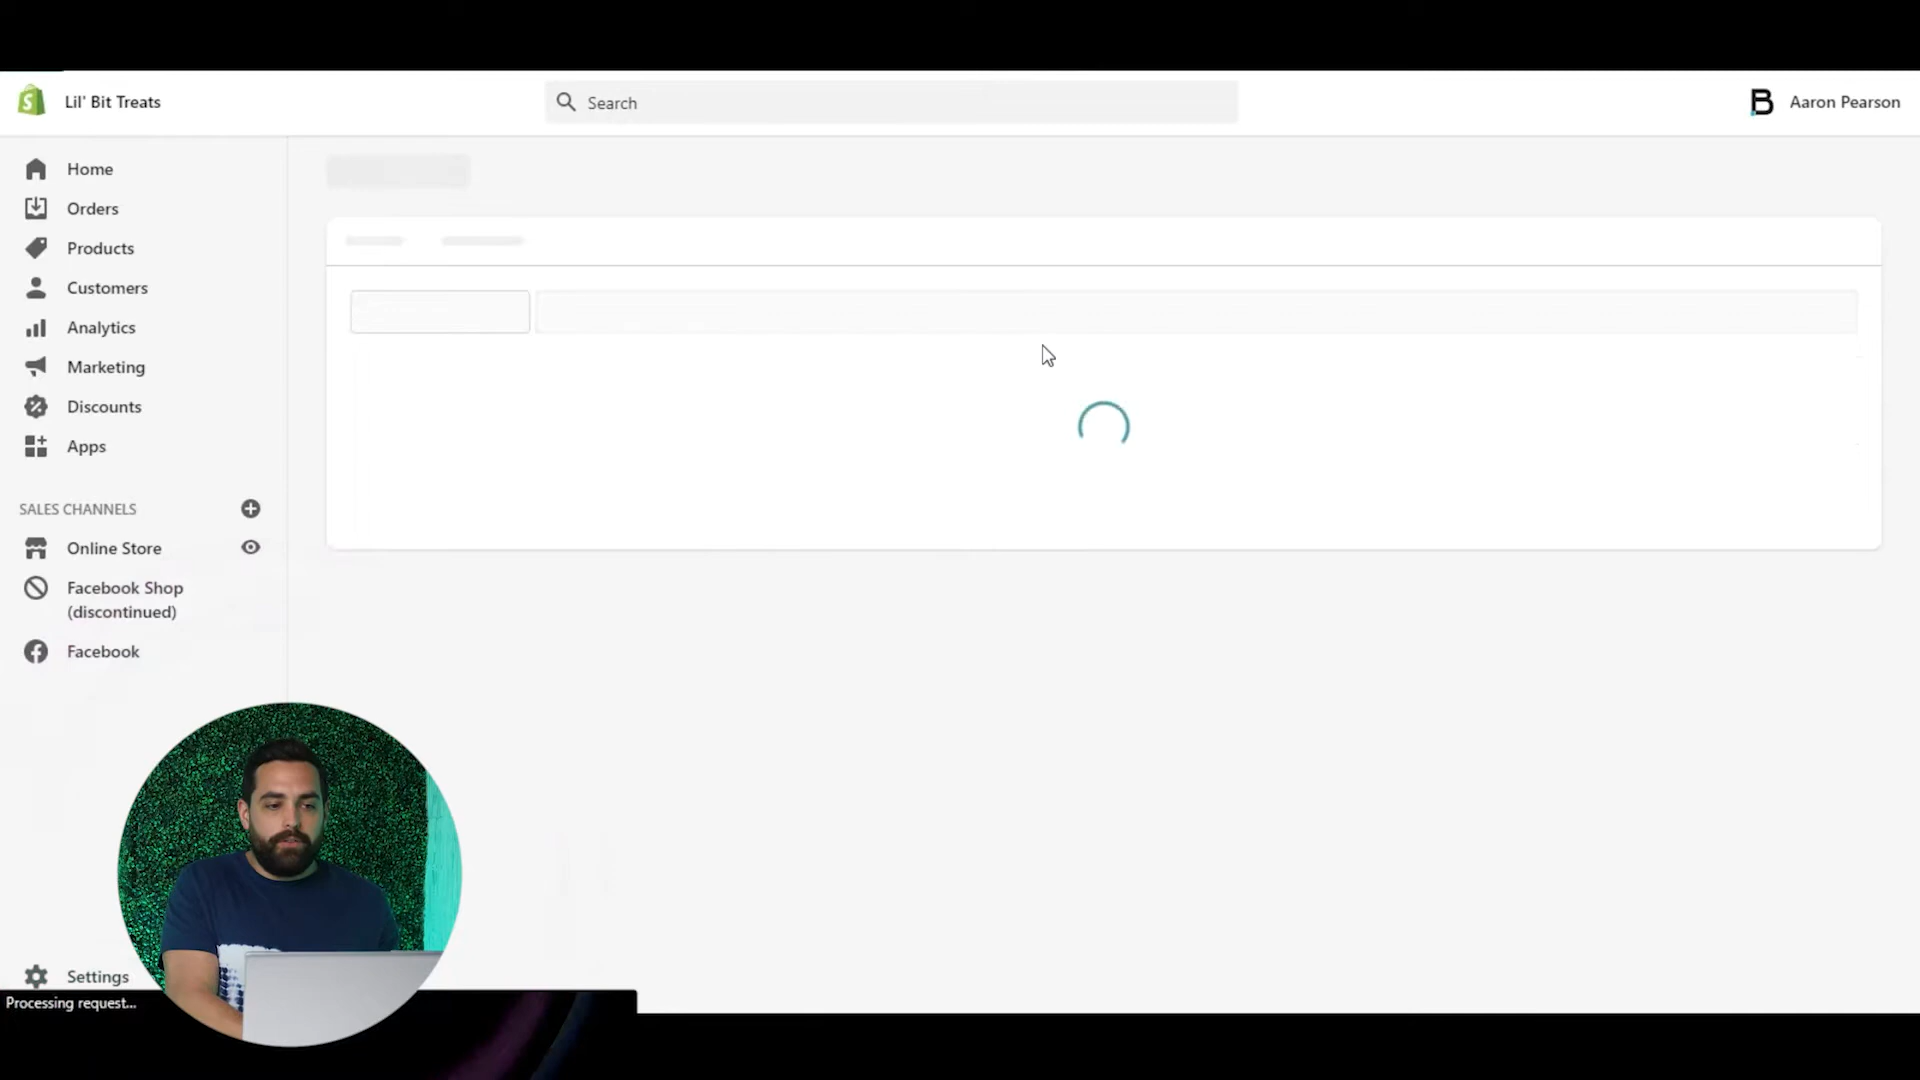 Lil' Bit Treats
Search
Aaron Pearson
Home
Orders
Products
Customers
Analytics
Marketing
Discounts
Apps
SALES CHANNELS
Online Store
Facebook Shop
(discontinued)
Facebook
Settings
Processing request...